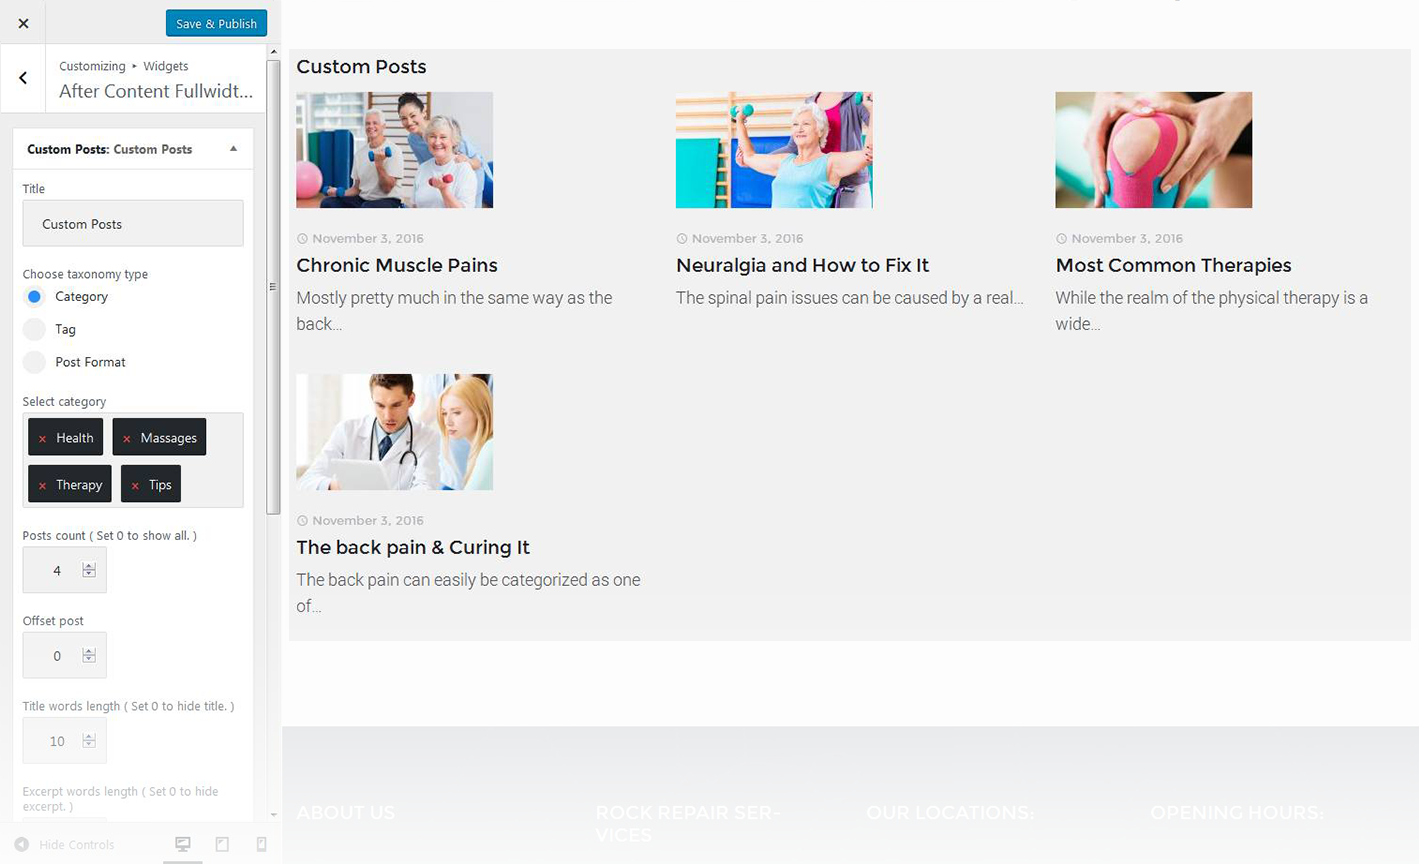 Save & Publish
Customizing ▸ Widgets
After Content Fullwidt...
Custom Posts: Custom Posts
Title
Custom Posts
Choose taxonomy type
Category
Tag
Post Format
Select category
× Health × Massages
× Therapy × Tips
Posts count ( Set 0 to show all. )
4
Offset post
0
Title words length ( Set 0 to hide title. )
10
Excerpt words length ( Set 0 to hide
excerpt. )
Hide Controls
Custom Posts
November 3, 2016
Chronic Muscle Pains
Mostly pretty much in the same way as the
back...
November 3, 2016
Neuralgia and How to Fix It
The spinal pain issues can be caused by a real...
November 3, 2016
Most Common Therapies
While the realm of the physical therapy is a
wide...
November 3, 2016
The back pain & Curing It
The back pain can easily be categorized as one
of...
ABOUT US
ROCK REPAIR SER-
VICES
OUR LOCATIONS:
OPENING HOURS: